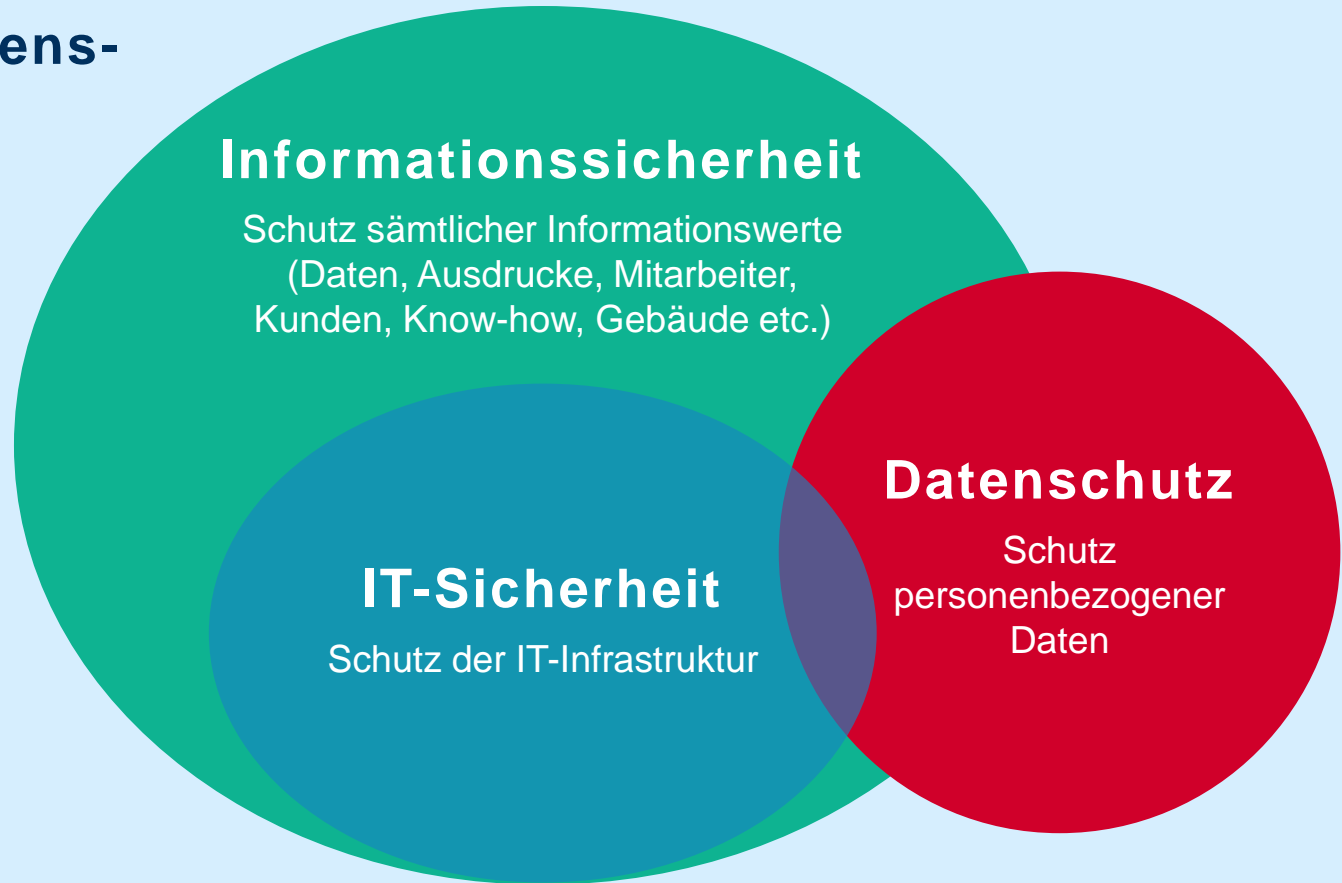 ens-
Informationssicherheit
Schutz sämtlicher Informationswerte
(Daten, Ausdrucke, Mitarbeiter,
Kunden, Know-how, Gebäude etc.)
Datenschutz
Schutz
personenbezogener
Daten
IT-Sicherheit
Schutz der IT-Infrastruktur